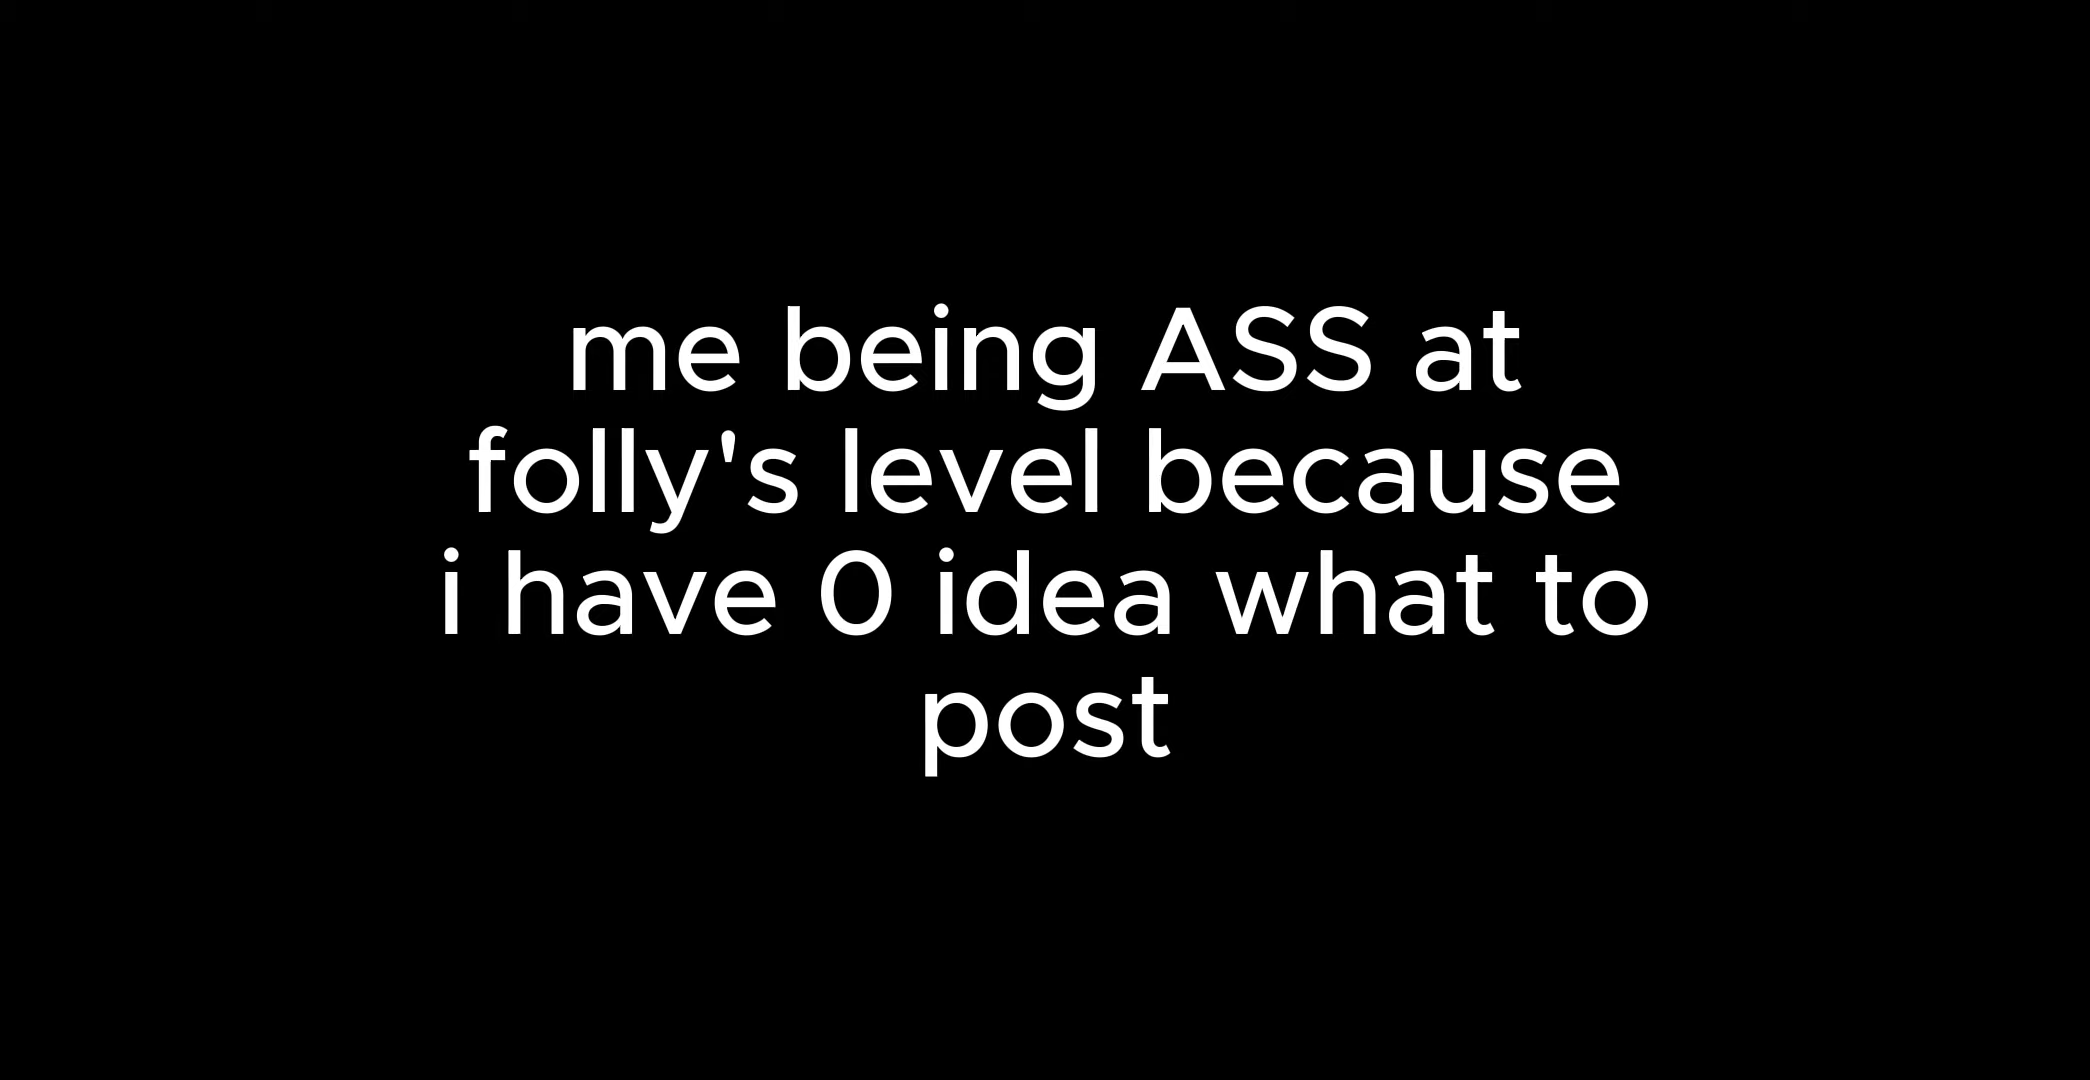 me being ASS at
folly's level because
i have 0 idea what to
post